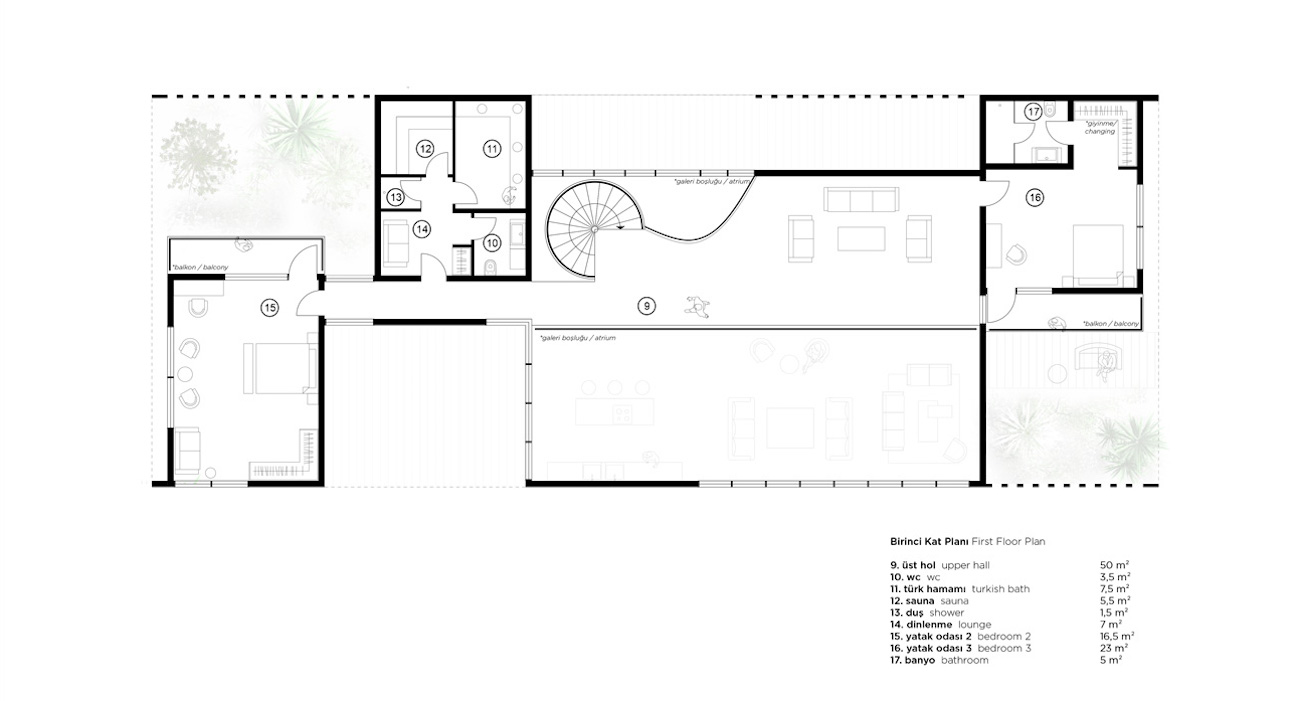 17
*giyinme/
changing
12
11
*galeri boşluğu / atrium
13
16
14
10
*balkon / balcony
15
9
*balkon / balcony
*galeri boşluğu / atrium
Birinci Kat Planı First Floor Plan
9. üst hol upper hall 50 m²
10. wc wc 3,5 m²
11. türk hamamı turkish bath 7,5 m²
12. sauna sauna 5,5 m²
13. duş shower 1,5 m²
14. dinlenme lounge 7 m²
15. yatak odası 2 bedroom 2 16,5 m²
16. yatak odası 3 bedroom 3 23 m²
17. banyo bathroom 5 m²